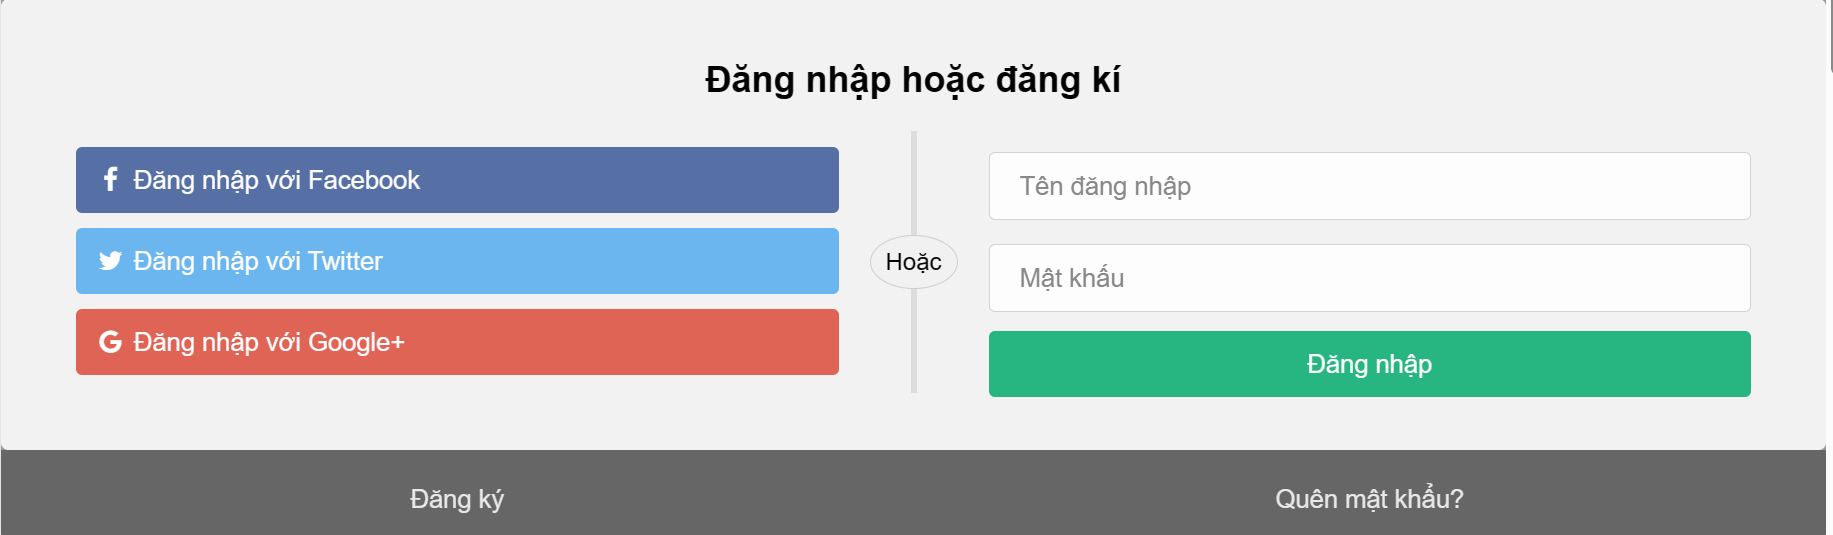 Đăng nhập hoặc đăng kí
Đăng nhập với Facebook
Đăng nhập với Twitter
Đăng nhập với Google+
Hoặc
Tên đăng nhập
Mật khấu
Đăng nhập
Đăng ký
Quên mật khẩu?